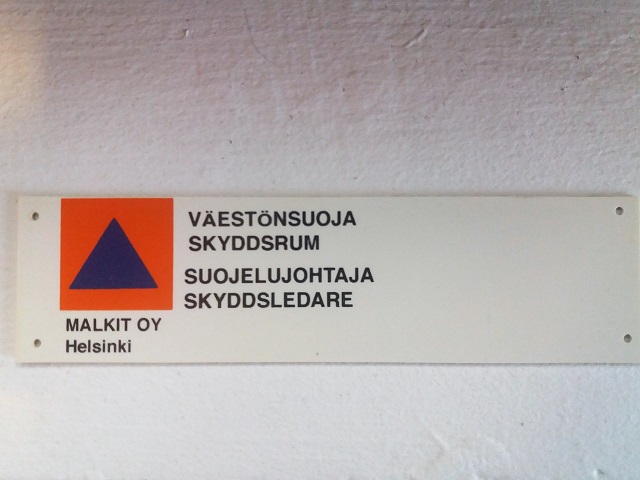 VÄESTÖNSUOJA
SKYDDSRUM
SUOJELUJOHTAJA
SKYDDSLEDARE
MALKIT OY
Helsinki